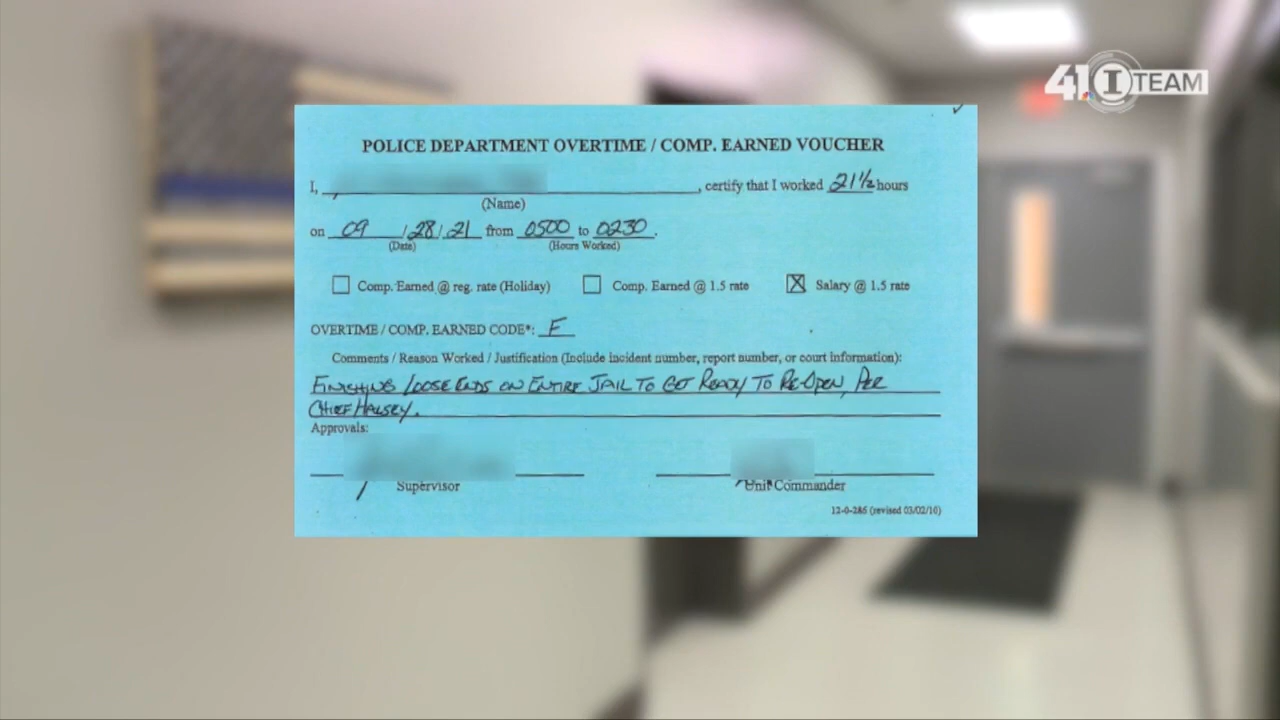 41 I TEAM
POLICE DEPARTMENT OVERTIME / COMP. EARNED VOUCHER
I, , certify that I worked 21½ hours
(Name)
on 09 / 28 / 21 from 0500 to 0230.
(Date) (Hours Worked)
☐ Comp. Earned @ reg. rate (Holiday) ☐ Comp. Earned @ 1.5 rate ☒ Salary @ 1.5 rate
OVERTIME / COMP. EARNED CODE*: F
Comments / Reason Worked / Justification (Include incident number, report number, or court information):
FINISHING LOOSE ENDS ON ENTIRE JAIL TO GET READY TO RE-OPEN, PER
CHIEF HALSEY.
Approvals:
Supervisor Unit Commander
12-0-286 (revised 03/02/10)